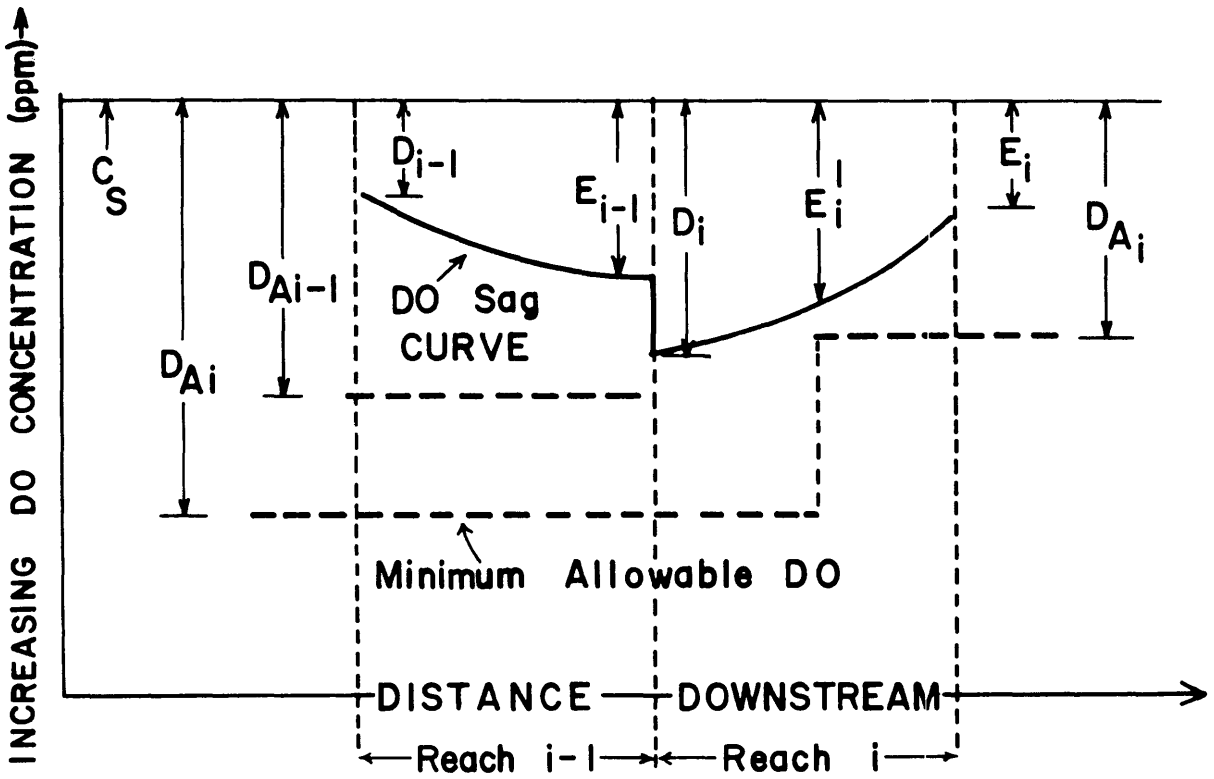 INCREASING DO CONCENTRATION (ppm)
C_S
D_Ai
D_Ai-1
D_i-1
E_i-1
D_i
E_i^1
E_i
D_Ai
DO Sag
CURVE
Minimum Allowable DO
DISTANCE DOWNSTREAM
Reach i-1
Reach i